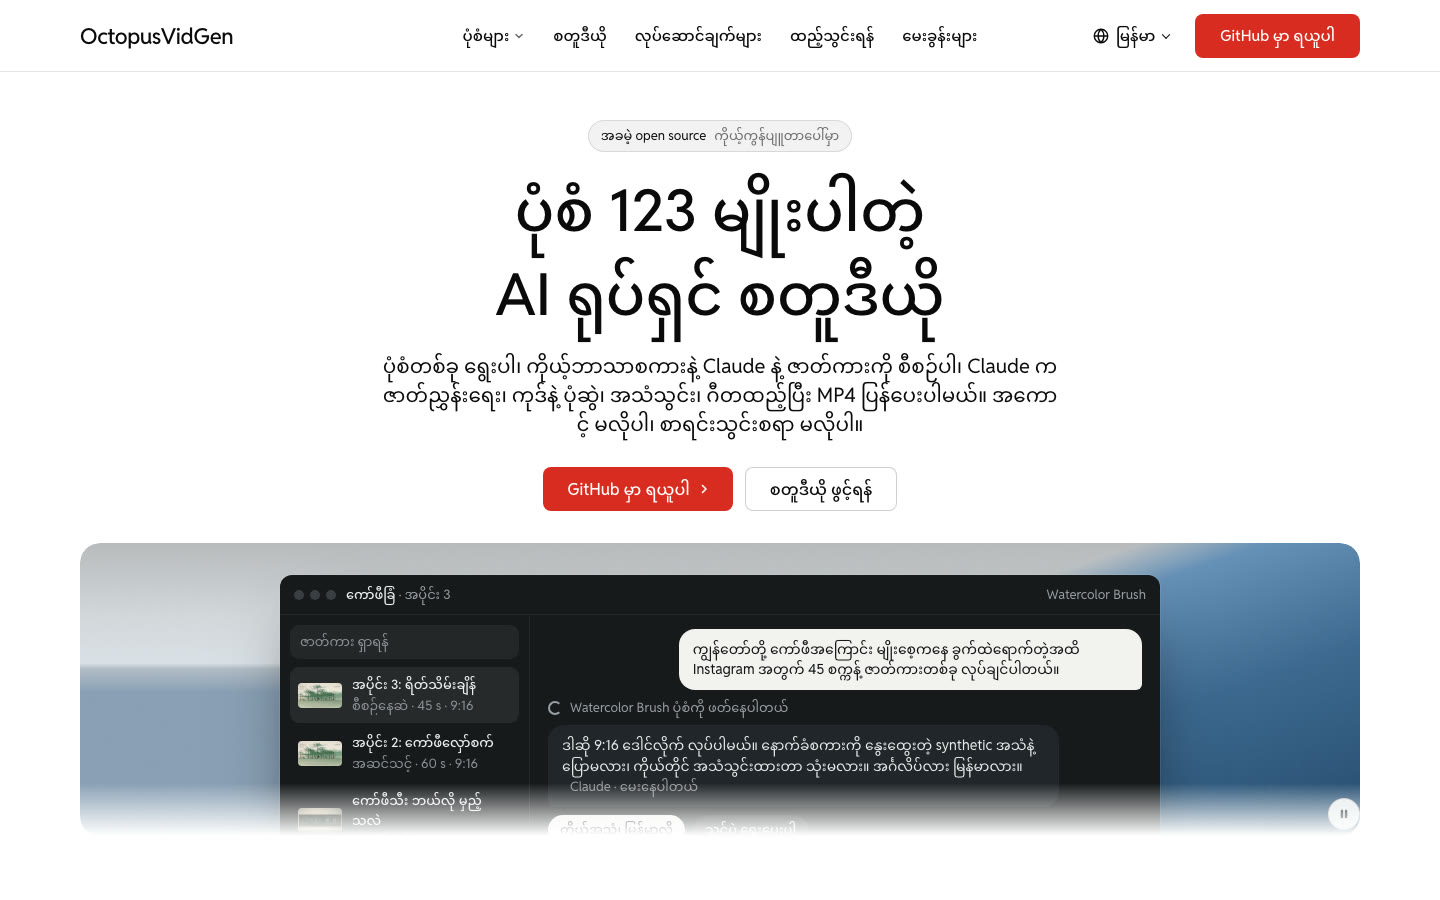 OctopusVidGen
ပုံစံများ
စတူဒီယို
လုပ်ဆောင်ချက်များ
ထည့်သွင်းရန်
မေးခွန်းများ
မြန်မာ
GitHub မှာ ရယူပါ
အခမဲ့ open source ကိုယ့်ကွန်ပျူတာပေါ်မှာ
ပုံစံ 123 မျိုးပါတဲ့
AI ရုပ်ရှင် စတူဒီယို
ပုံစံတစ်ခု ရွေးပါ၊ ကိုယ့်ဘာသာစကားနဲ့ Claude နဲ့ ဇာတ်ကားကို စီစဉ်ပါ၊ Claude က
ဇာတ်ညွှန်းရေး၊ ကုဒ်နဲ့ ပုံဆွဲ၊ အသံသွင်း၊ ဂီတထည့်ပြီး MP4 ပြန်ပေးပါမယ်။ အကော
င့် မလိုပါ၊ စာရင်းသွင်းစရာ မလိုပါ။
GitHub မှာ ရယူပါ
စတူဒီယို ဖွင့်ရန်
ကော်ဖီခြံ · အပိုင်း 3
Watercolor Brush
ဇာတ်ကား ရှာရန်
အပိုင်း 3: ရိတ်သိမ်းချိန်
စီစဉ်နေဆဲ · 45 s · 9:16
အပိုင်း 2: ကော်ဖီလှော်စက်
အဆင်သင့် · 60 s · 9:16
ကော်ဖီသီး ဘယ်လို မှည့်
သလဲ
ကျွန်တော်တို့ ကော်ဖီအကြောင်း မျိုးစေ့ကနေ ခွက်ထဲရောက်တဲ့အထိ
Instagram အတွက် 45 စက္ကန့် ဇာတ်ကားတစ်ခု လုပ်ချင်ပါတယ်။
Watercolor Brush ပုံစံကို ဖတ်နေပါတယ်
ဒါဆို 9:16 ဒေါင်လိုက် လုပ်ပါမယ်။ နောက်ခံစကားကို နွေးထွေးတဲ့ synthetic အသံနဲ့
ပြောမလား၊ ကိုယ်တိုင် အသံသွင်းထားတာ သုံးမလား။ အင်္ဂလိပ်လား မြန်မာလား။
Claude · မေးနေပါတယ်
ကိုယ့်အသံ၊ မြန်မာလို
သင်ပဲ ရွေးပေးပါ